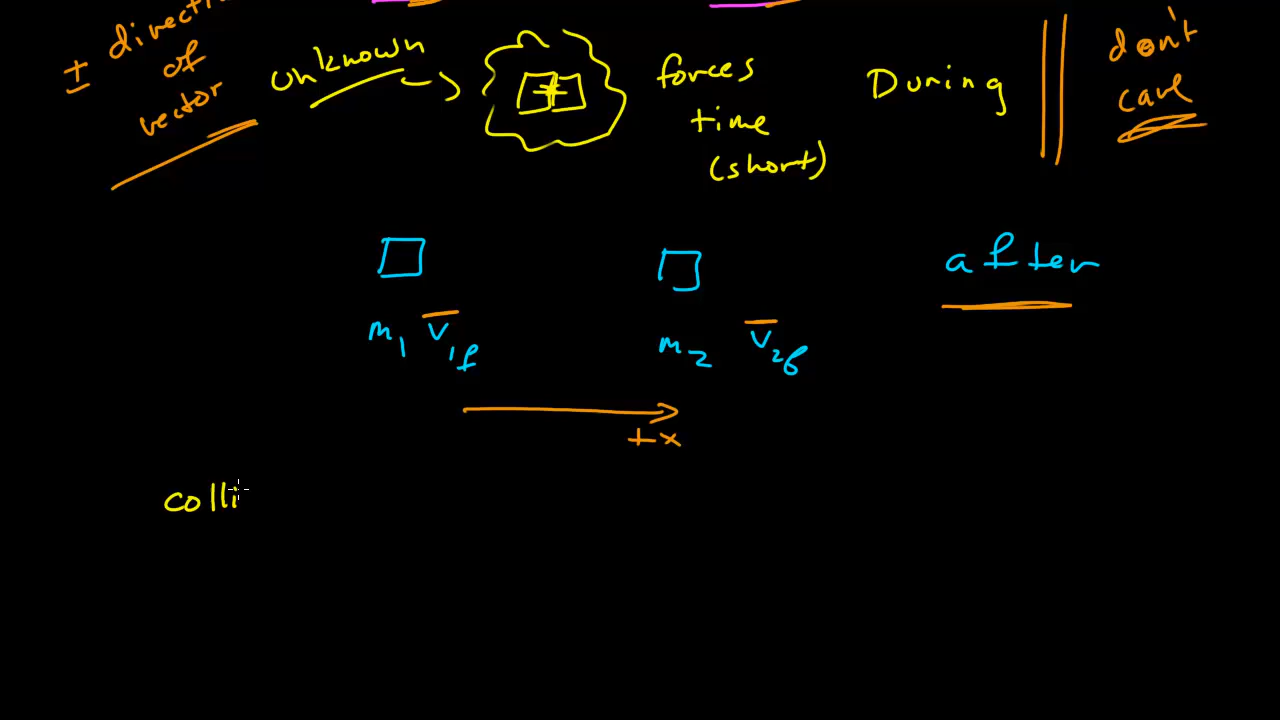 ± direction of vector
unknown
forces
time
(short)
During
don't
care
after
m1 v1f
m2 v2f
+x
colli